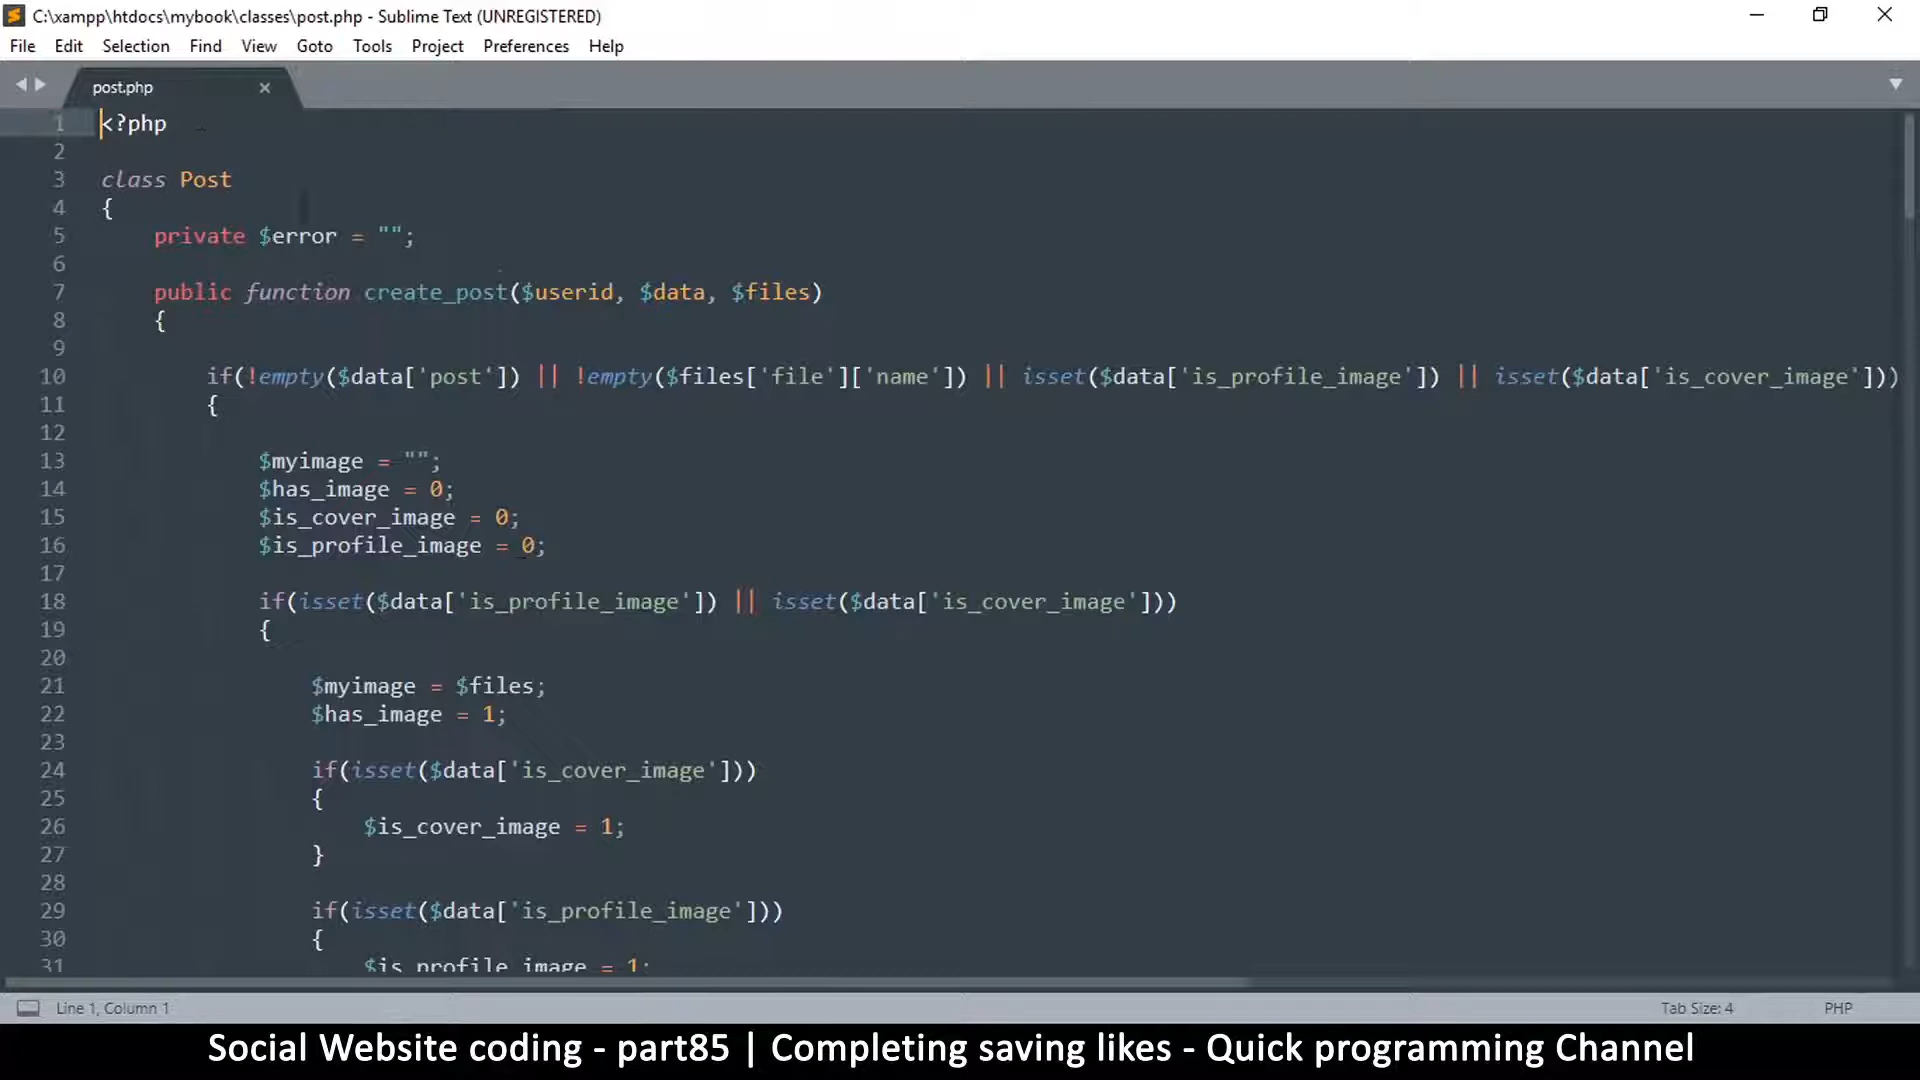 C:\xampp\htdocs\mybook\classes\post.php - Sublime Text (UNREGISTERED)
File Edit Selection Find View Goto Tools Project Preferences Help
post.php
1 <?php
2
3 class Post
4 {
5 private $error = "";
6
7 public function create_post($userid, $data, $files)
8 {
9
10 if(!empty($data['post']) || !empty($files['file']['name']) || isset($data['is_profile_image']) || isset($data['is_cover_image']))
11 {
12
13 $myimage = "";
14 $has_image = 0;
15 $is_cover_image = 0;
16 $is_profile_image = 0;
17
18 if(isset($data['is_profile_image']) || isset($data['is_cover_image']))
19 {
20
21 $myimage = $files;
22 $has_image = 1;
23
24 if(isset($data['is_cover_image']))
25 {
26 $is_cover_image = 1;
27 }
28
29 if(isset($data['is_profile_image']))
30 {
31 $is_profile_image = 1;
Line 1, Column 1 Tab Size: 4 PHP
Social Website coding - part85 | Completing saving likes - Quick programming Channel